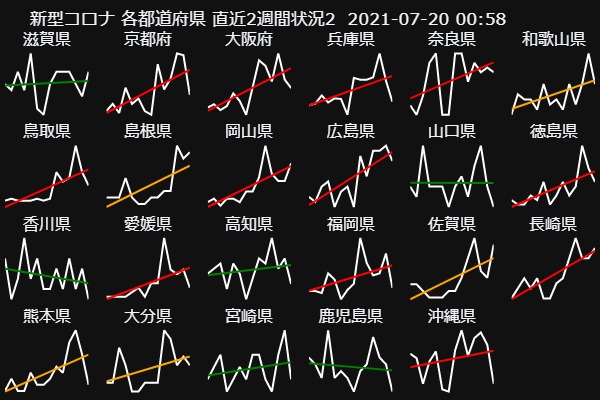 新型コロナ 各都道府県 直近2週間状況2 2021-07-20 00:58
滋賀県 京都府 大阪府 兵庫県 奈良県 和歌山県
鳥取県 島根県 岡山県 広島県 山口県 徳島県
香川県 愛媛県 高知県 福岡県 佐賀県 長崎県
熊本県 大分県 宮崎県 鹿児島県 沖縄県